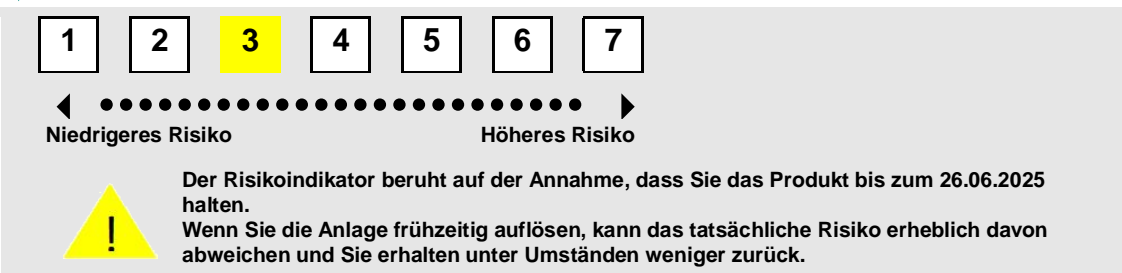 1 2 3 4 5 6 7
Niedrigeres Risiko Höheres Risiko
Der Risikoindikator beruht auf der Annahme, dass Sie das Produkt bis zum 26.06.2025
halten.
Wenn Sie die Anlage frühzeitig auflösen, kann das tatsächliche Risiko erheblich davon
abweichen und Sie erhalten unter Umständen weniger zurück.
!